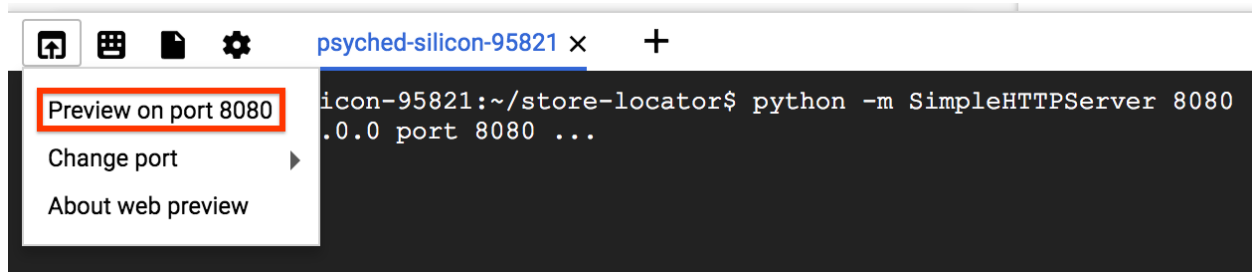 psyched-silicon-95821 ×
Preview on port 8080
Change port
About web preview
icon-95821:~/store-locator$ python -m SimpleHTTPServer 8080
.0.0 port 8080 ...